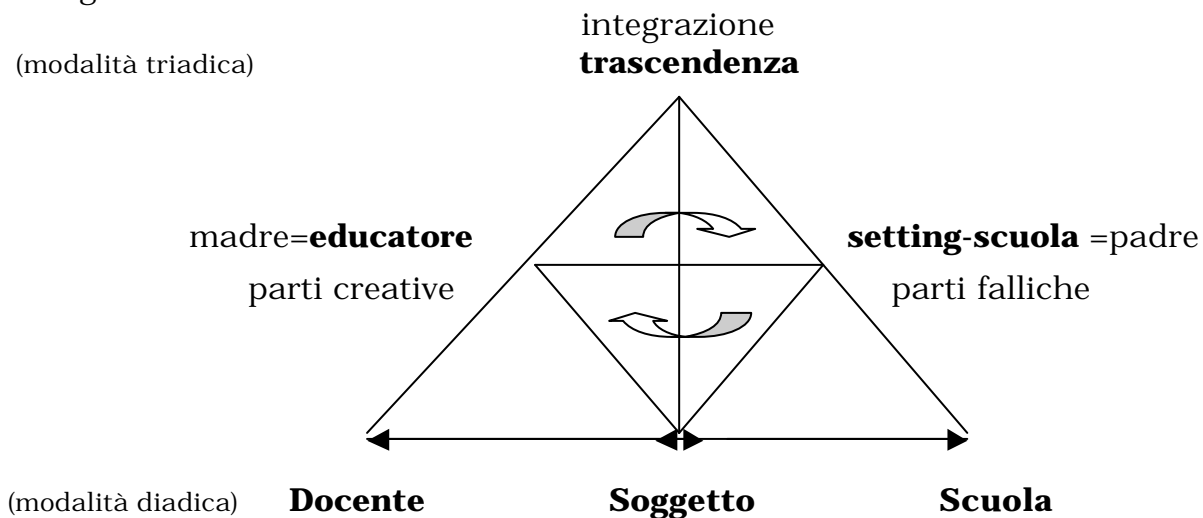 integrazione
(modalità triadica) trascendenza
madre=educatore setting-scuola =padre
parti creative parti falliche
(modalità diadica) Docente Soggetto Scuola